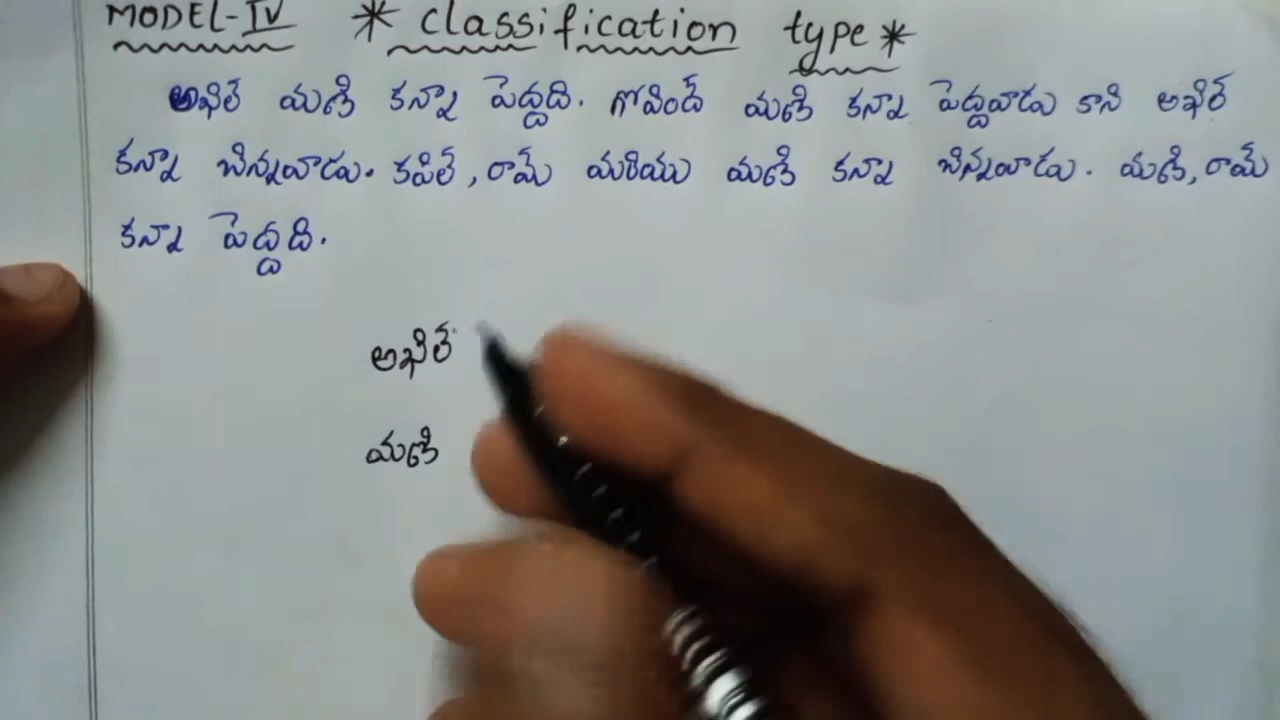 MODEL-IV * classification type *
అఖిల్ మణి కన్నా పెద్దది. గోవింద్ మణి కన్నా పెద్దవాడు కాని అఖిల్
కన్నా చిన్నవాడు. కపిల్, రామ్ మరియు మణి కన్నా చిన్నవాడు. మణి, రామ్
కన్నా పెద్దది.
అఖిల్
మణి